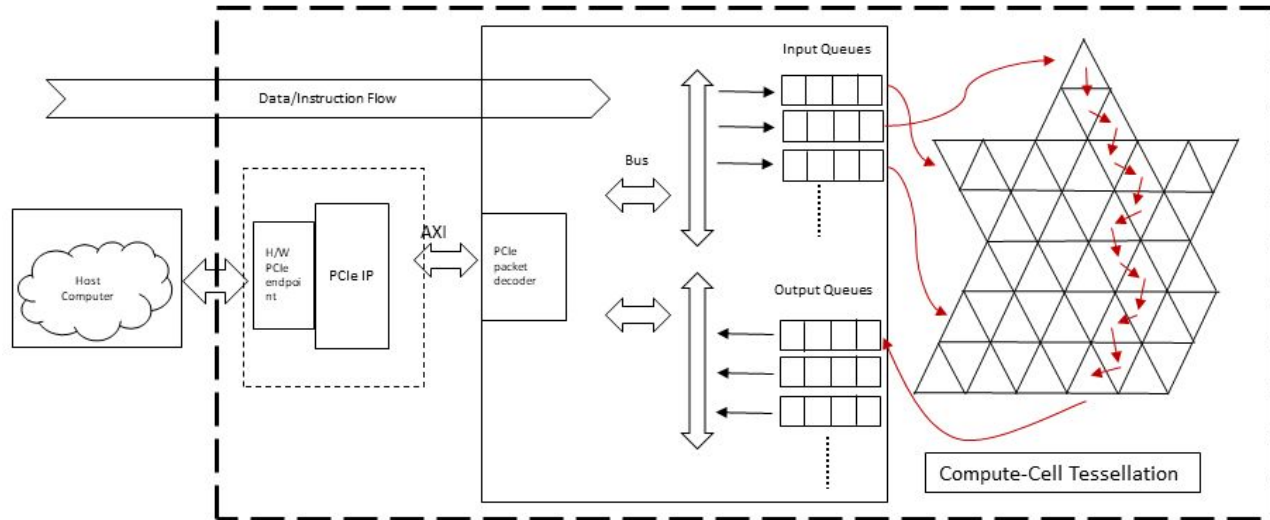 Input Queues
Data/Instruction Flow
Bus
AXI
H/W
PCIe
endpoi
nt
PCIe IP
PCIe
packet
decoder
Host
Computer
Output Queues
Compute-Cell Tessellation